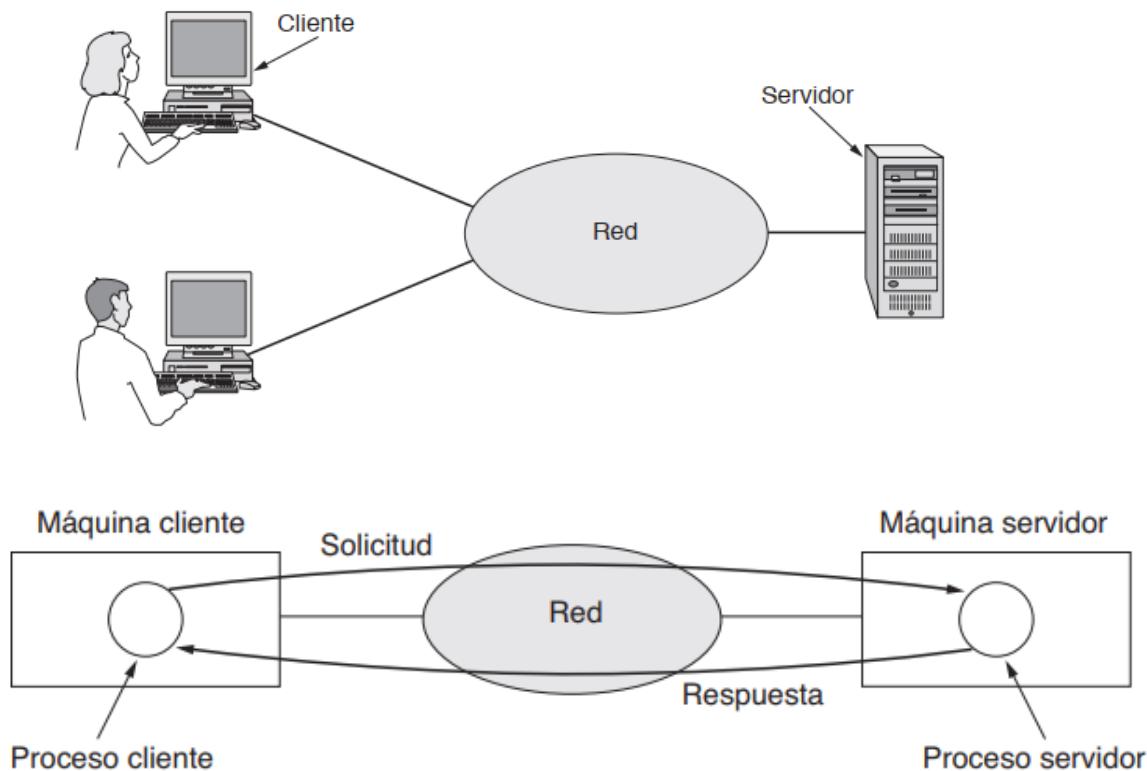 Cliente
Servidor
Red
Máquina cliente
Máquina servidor
Solicitud
Red
Respuesta
Proceso cliente
Proceso servidor